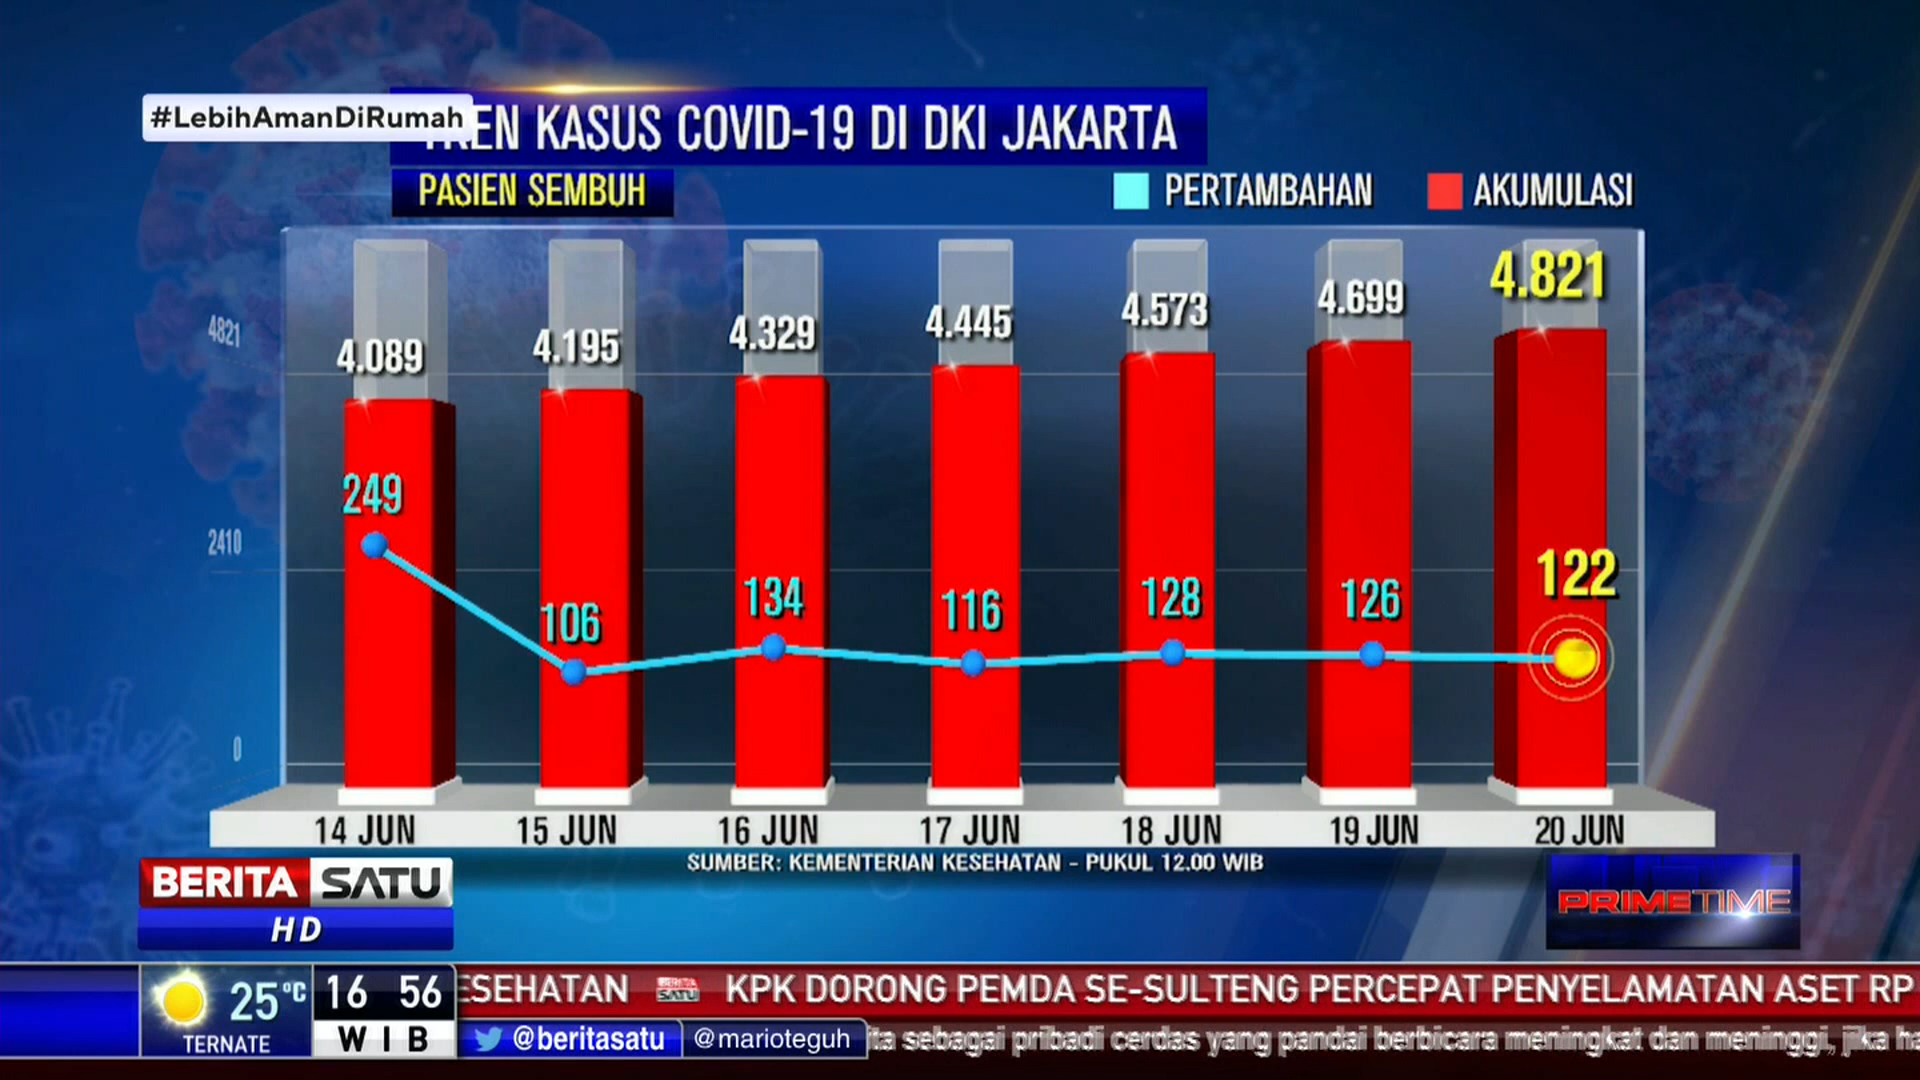 #LebihAmanDiRumah
KASUS COVID-19 DI DKI JAKARTA
PASIEN SEMBUH
PERTAMBAHAN
AKUMULASI
4821
2410
0
4.089
4.195
4.329
4.445
4.573
4.699
4.821
249
106
134
116
128
126
122
14 JUN
15 JUN
16 JUN
17 JUN
18 JUN
19 JUN
20 JUN
SUMBER: KEMENTERIAN KESEHATAN - PUKUL 12.00 WIB
BERITA SATU
HD
PRIMETIME
25°C
TERNATE
16 56
WIB
ESEHATAN BERITA SATU KPK DORONG PEMDA SE-SULTENG PERCEPAT PENYELAMATAN ASET RP
@beritasatu
@marioteguh
ita sebagai pribadi cerdas yang pandai berbicara meningkat dan meninggi, jika ha